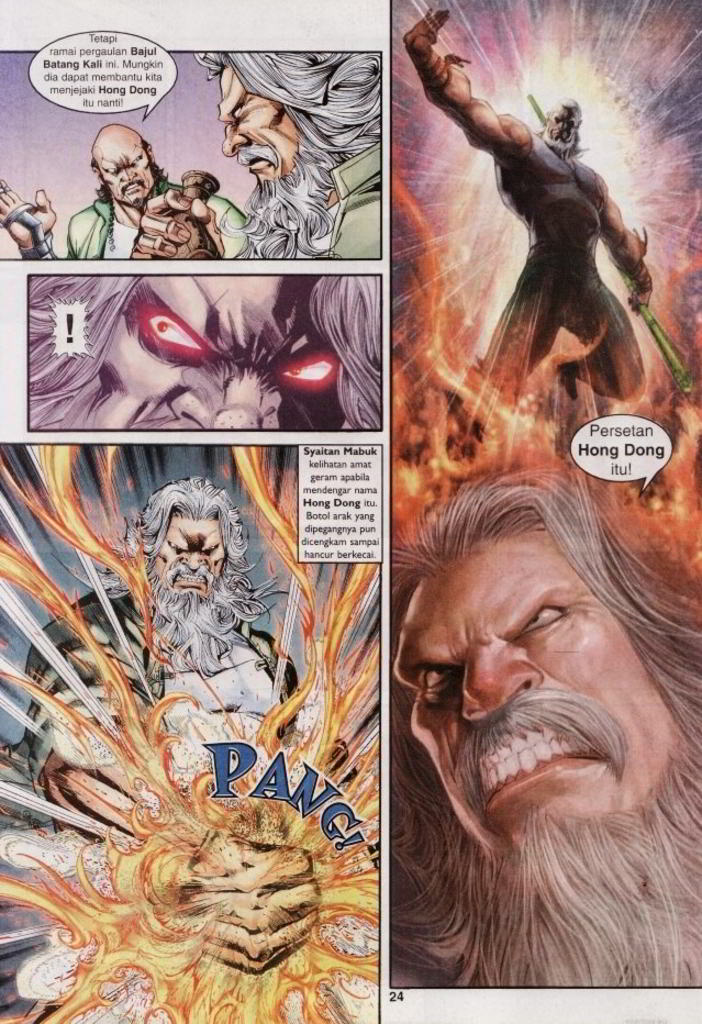 Tetapi
ramai pergaulan Bajul
Batang Kali ini. Mungkin
dia dapat membantu kita
menjejaki Hong Dong
itu nanti!
!
Syaitan Mabuk
kelihatan amat
geram apabila
mendengar nama
Hong Dong itu.
Botol arak yang
dipegangnya pun
dicengkam sampai
hancur berkecai.
PANG!
Persetan
Hong Dong
itu!
24